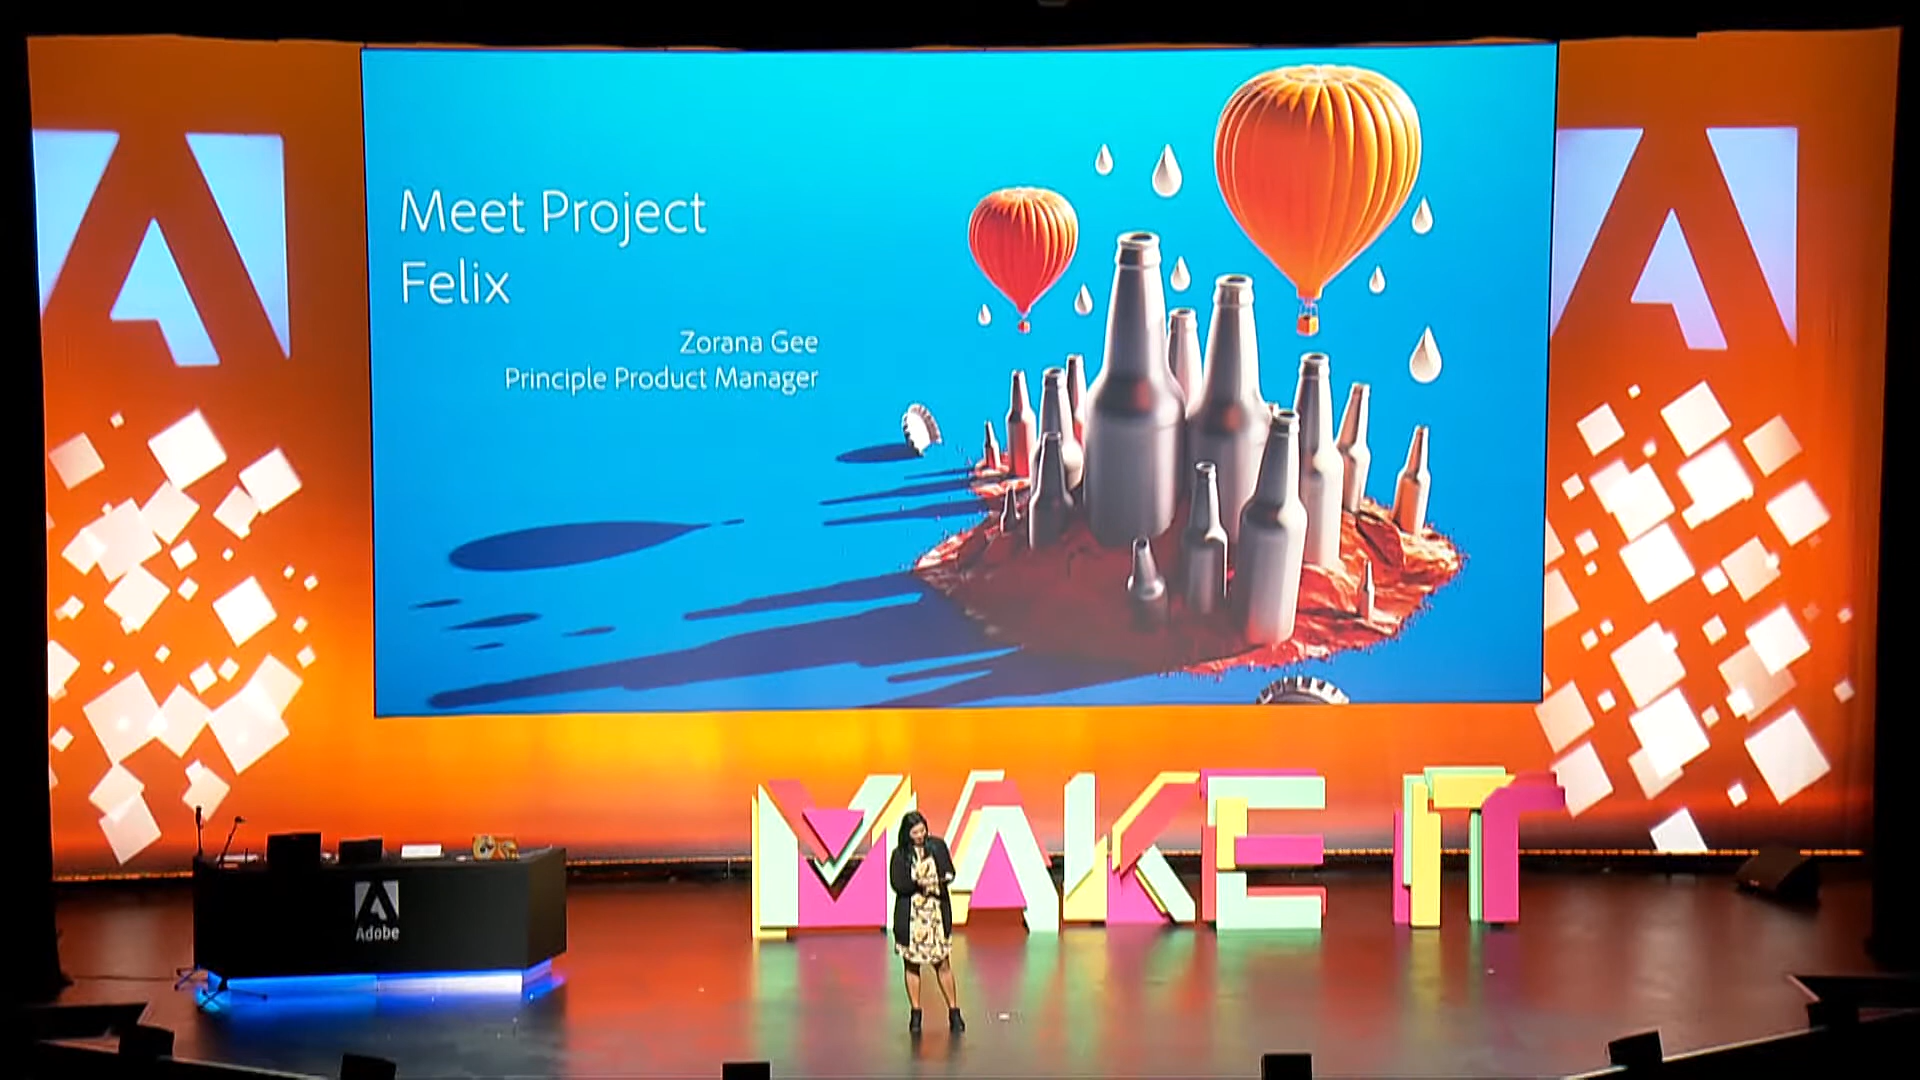 Meet Project
Felix
Zorana Gee
Principle Product Manager
MAKE IT
Adobe